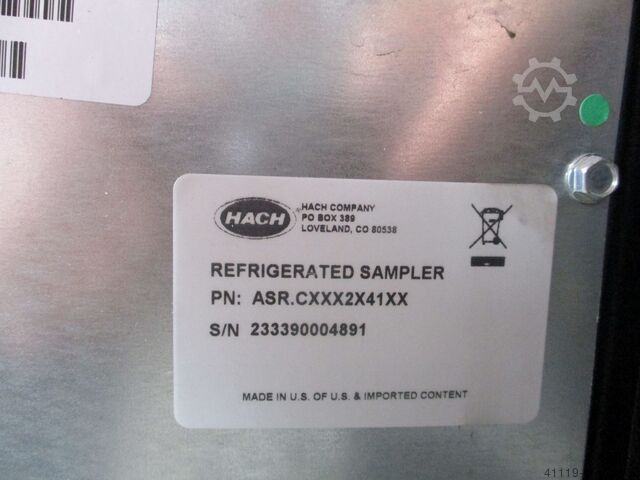 HACH
HACH COMPANY
PO BOX 389
LOVELAND, CO 80538
REFRIGERATED SAMPLER
PN: ASR.CXXX2X41XX
S/N 233390004891
MADE IN U.S. OF U.S. & IMPORTED CONTENT
41119-